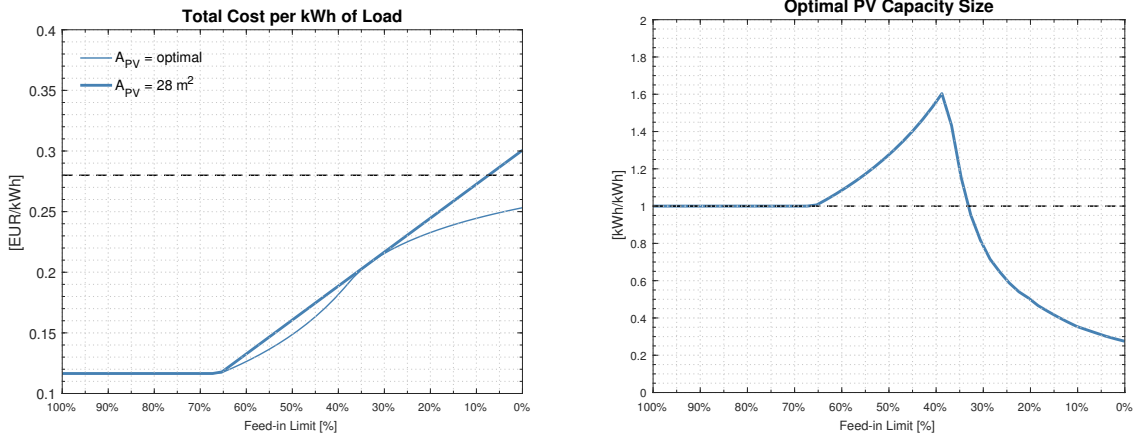 Total Cost per kWh of Load
0.4
0.35
0.3
0.25
0.2
0.15
0.1
[EUR/kWh]
A_PV = optimal
A_PV = 28 m²
100% 90% 80% 70% 60% 50% 40% 30% 20% 10% 0%
Feed-in Limit [%]
Optimal PV Capacity Size
2
1.8
1.6
1.4
1.2
1
0.8
0.6
0.4
0.2
0
[kWh/kWh]
100% 90% 80% 70% 60% 50% 40% 30% 20% 10% 0%
Feed-in Limit [%]